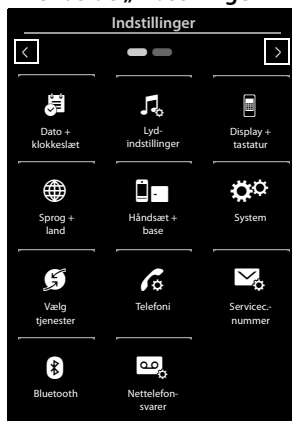 Indstillinger
Dato +
klokkeslæt
Lyd-
indstillinger
Display +
tastatur
Sprog +
land
Håndsæt +
base
System
Vælg
tjenester
Telefoni
Servicec.-
nummer
Bluetooth
Nettelefon-
svarer